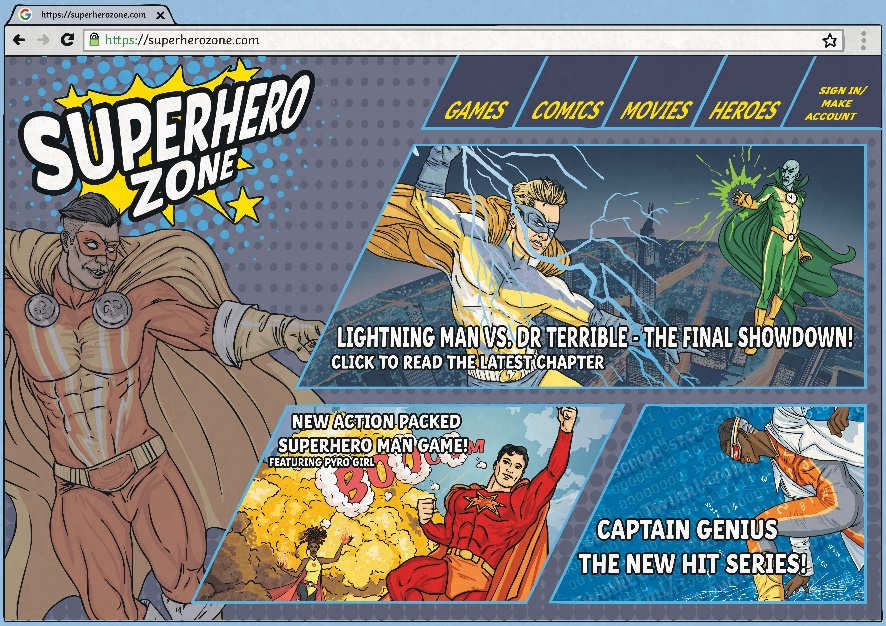 https://superherozone.com
https://superherozone.com
SUPERHERO
ZONE
GAMES
COMICS
MOVIES
HEROES
SIGN IN/
MAKE
ACCOUNT
LIGHTNING MAN VS. DR TERRIBLE - THE FINAL SHOWDOWN!
CLICK TO READ THE LATEST CHAPTER
NEW ACTION PACKED
SUPERHERO MAN GAME!
FEATURING PYRO GIRL
CAPTAIN GENIUS
THE NEW HIT SERIES!